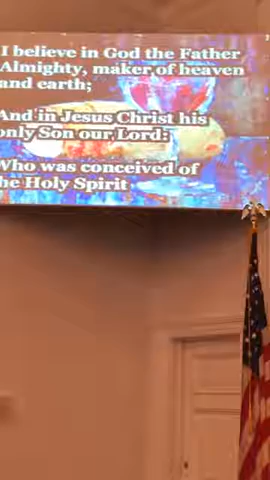 I believe in God the Father
Almighty, maker of heaven
and earth;
And in Jesus Christ his
only Son our Lord:
Who was conceived of
he Holy Spirit